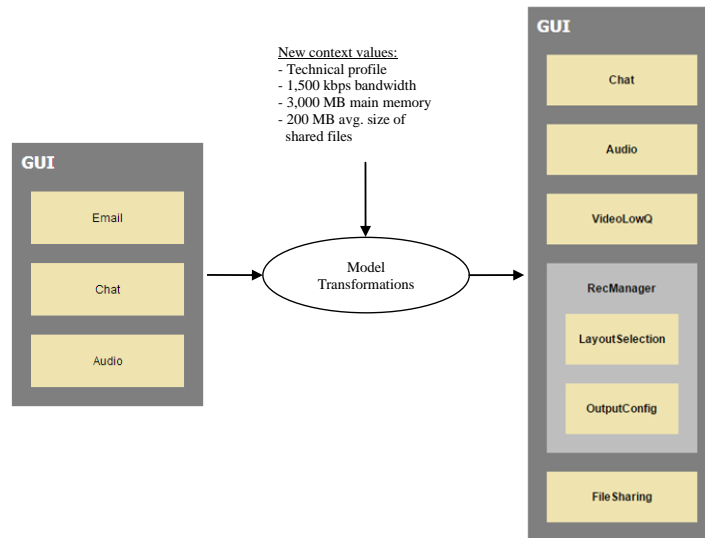 New context values:
- Technical profile
- 1,500 kbps bandwidth
- 3,000 MB main memory
- 200 MB avg. size of
shared files
GUI
Email
Chat
Audio
Model
Transformations
GUI
Chat
Audio
VideoLowQ
RecManager
LayoutSelection
OutputConfig
FileSharing